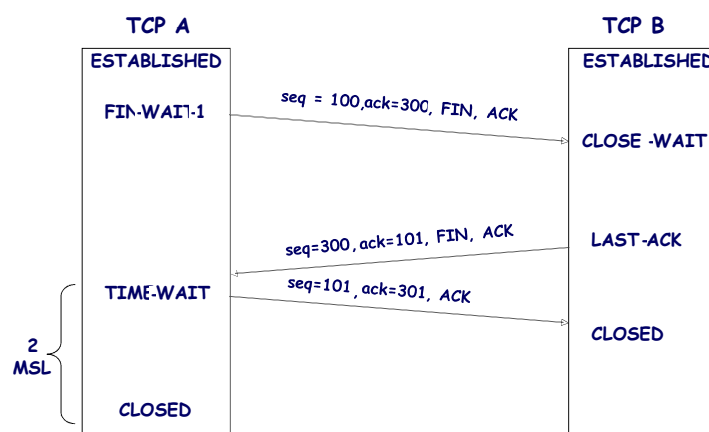 TCP A
TCP B
ESTABLISHED
ESTABLISHED
FIN-WAIT-1
seq = 100,ack=300, FIN, ACK
CLOSE -WAIT
seq=300, ack=101, FIN, ACK
LAST-ACK
TIME-WAIT
seq=101, ack=301, ACK
CLOSED
2
MSL
CLOSED